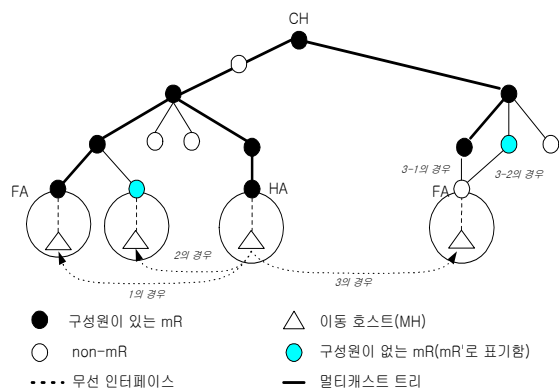 CH
3-1의 경우
3-2의 경우
FA
HA
FA
2의 경우
1의 경우
3의 경우
구성원이 있는 mR
이동 호스트(MH)
non-mR
구성원이 없는 mR(mR'로 표기함)
무선 인터페이스
멀티캐스트 트리